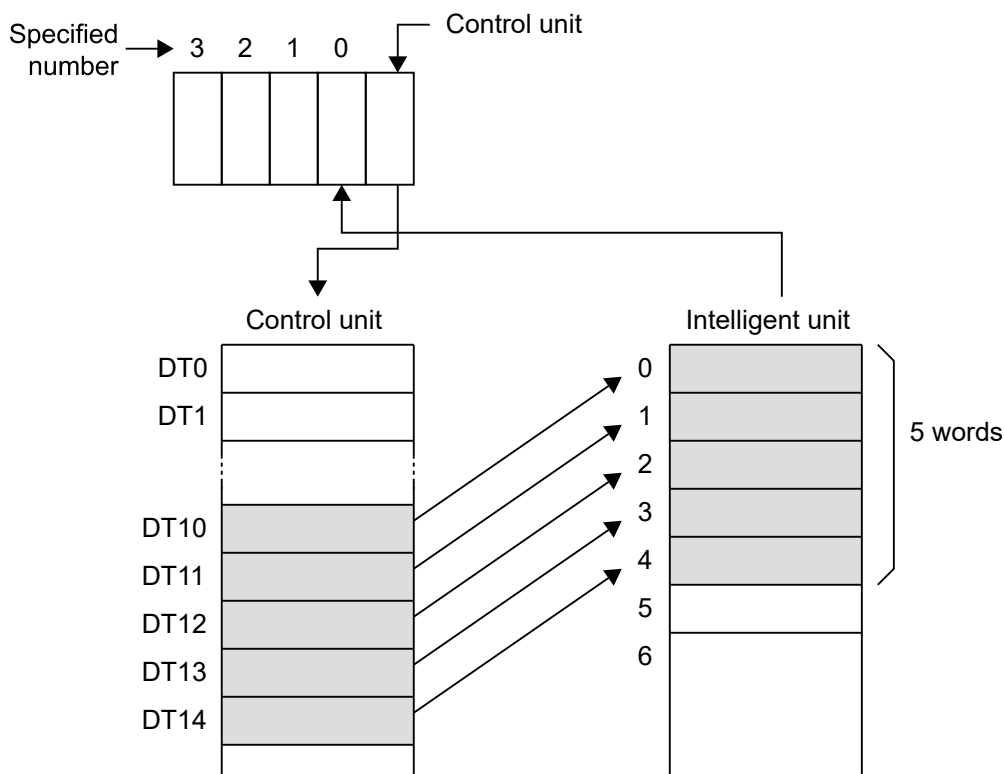 Specified
number
3 2 1 0
Control unit
Control unit
Intelligent unit
DT0
DT1
DT10
DT11
DT12
DT13
DT14
0
1
2
3
4
5
6
5 words